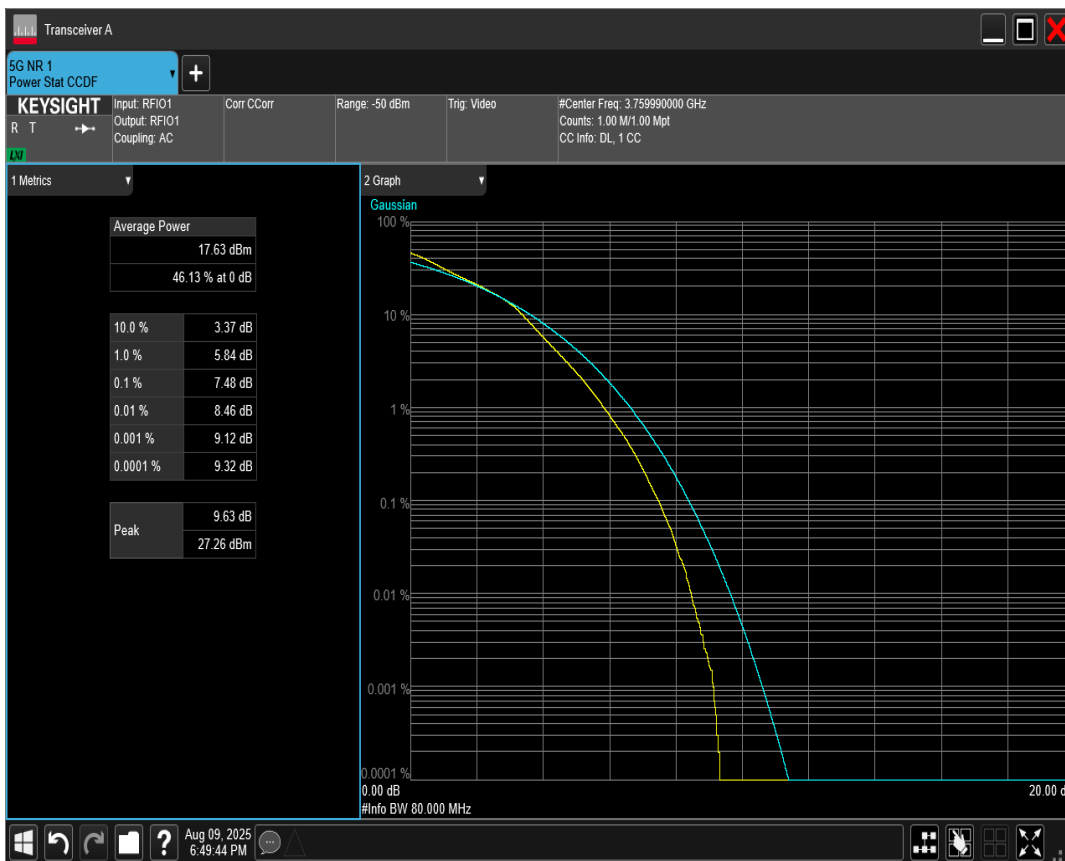 Transceiver A
5G NR 1
Power Stat CCDF
+
KEYSIGHT
R T
LXI
Input: RFIO1
Output: RFIO1
Coupling: AC
Corr CCorr
Range: -50 dBm
Trig: Video
#Center Freq: 3.759990000 GHz
Counts: 1.00 M/1.00 Mpt
CC Info: DL, 1 CC
1 Metrics
Average Power
17.63 dBm
46.13 % at 0 dB
10.0 % 3.37 dB
1.0 % 5.84 dB
0.1 % 7.48 dB
0.01 % 8.46 dB
0.001 % 9.12 dB
0.0001 % 9.32 dB
Peak
9.63 dB
27.26 dBm
2 Graph
Gaussian
100 %
10 %
1 %
0.1 %
0.01 %
0.001 %
0.0001 %
0.00 dB
20.00 d
#Info BW 80.000 MHz
?
Aug 09, 2025
6:49:44 PM